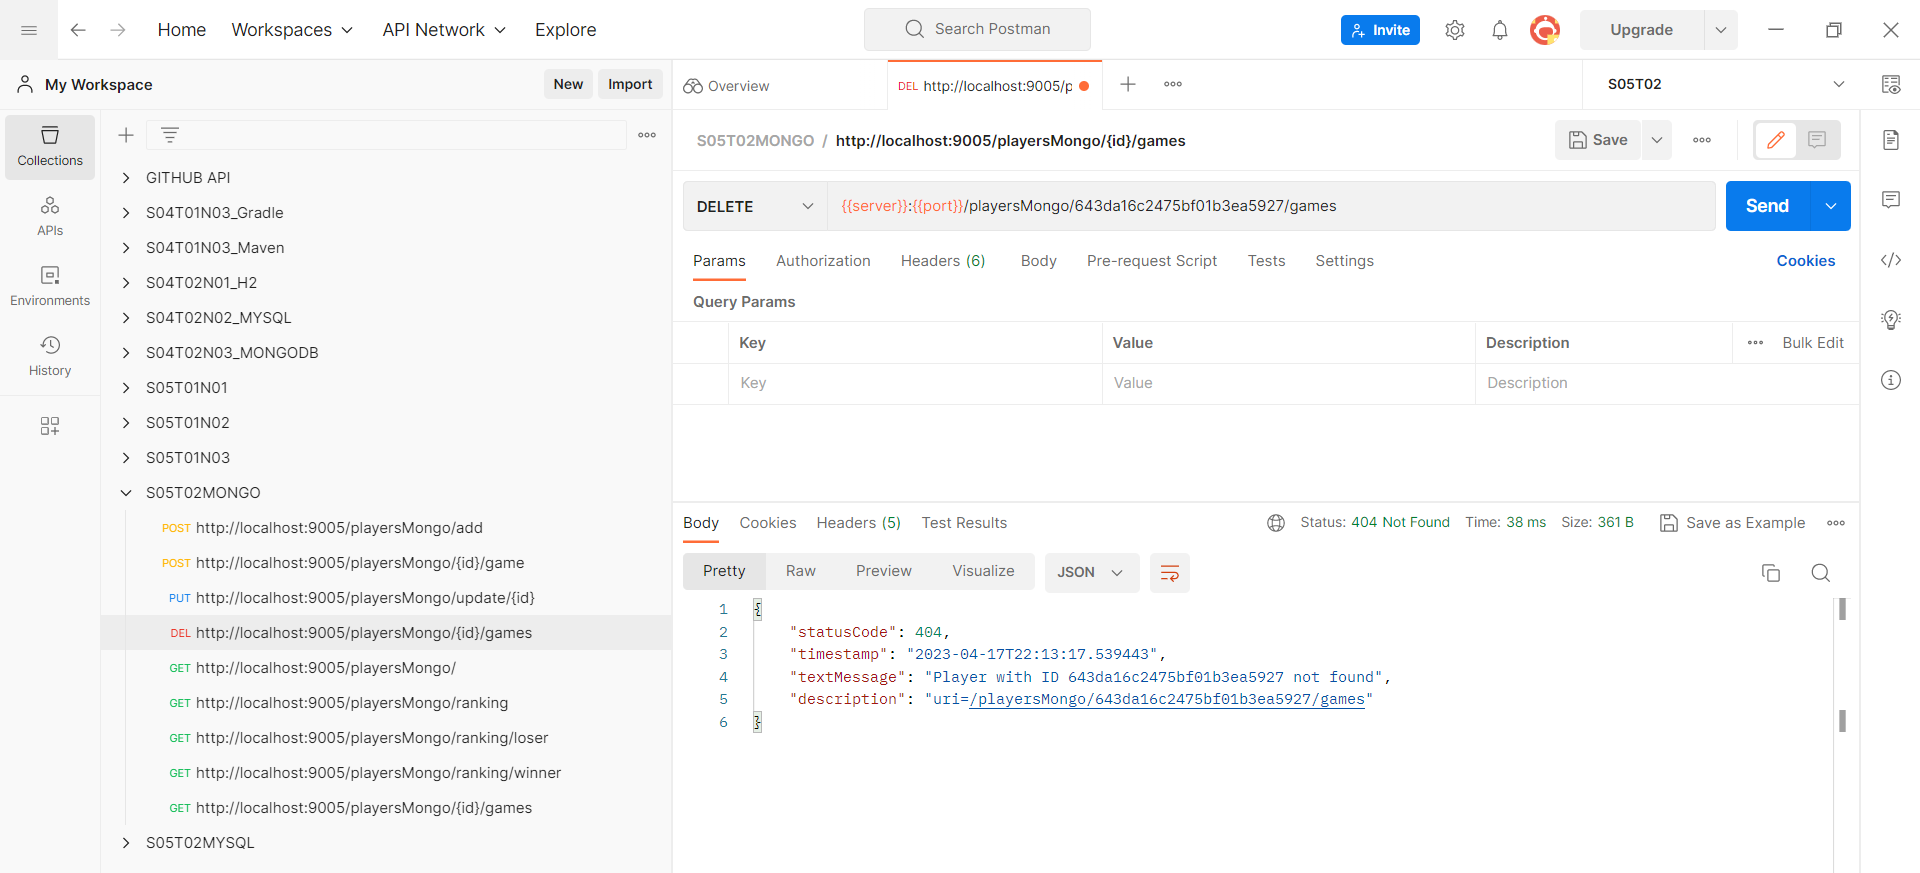 Home Workspaces API Network Explore Search Postman Invite Upgrade
My Workspace New Import
Overview DEL http://localhost:9005/p S05T02
Collections
APIs
Environments
History
GITHUB API
S04T01N03_Gradle
S04T01N03_Maven
S04T02N01_H2
S04T02N02_MYSQL
S04T02N03_MONGODB
S05T01N01
S05T01N02
S05T01N03
S05T02MONGO
POST http://localhost:9005/playersMongo/add
POST http://localhost:9005/playersMongo/{id}/game
PUT http://localhost:9005/playersMongo/update/{id}
DEL http://localhost:9005/playersMongo/{id}/games
GET http://localhost:9005/playersMongo/
GET http://localhost:9005/playersMongo/ranking
GET http://localhost:9005/playersMongo/ranking/loser
GET http://localhost:9005/playersMongo/ranking/winner
GET http://localhost:9005/playersMongo/{id}/games
S05T02MYSQL
S05T02MONGO / http://localhost:9005/playersMongo/{id}/games Save
DELETE {{server}}:{{port}}/playersMongo/643da16c2475bf01b3ea5927/games Send
Params Authorization Headers (6) Body Pre-request Script Tests Settings Cookies
Query Params
Key Value Description Bulk Edit
Key Value Description
Body Cookies Headers (5) Test Results Status: 404 Not Found Time: 38 ms Size: 361 B Save as Example
Pretty Raw Preview Visualize JSON
1 {
2 "statusCode": 404,
3 "timestamp": "2023-04-17T22:13:17.539443",
4 "textMessage": "Player with ID 643da16c2475bf01b3ea5927 not found",
5 "description": "uri=/playersMongo/643da16c2475bf01b3ea5927/games"
6 }